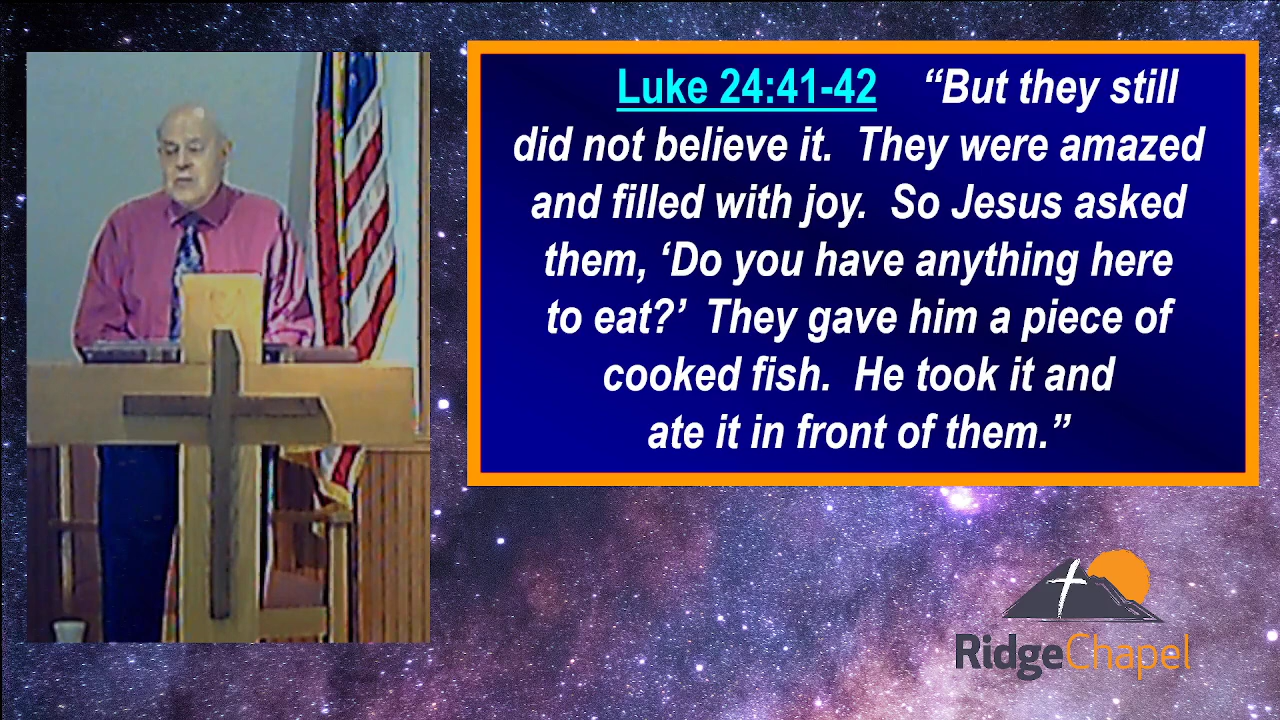 Luke 24:41-42 “But they still
did not believe it. They were amazed
and filled with joy. So Jesus asked
them, ‘Do you have anything here
to eat?’ They gave him a piece of
cooked fish. He took it and
ate it in front of them.”
RidgeChapel